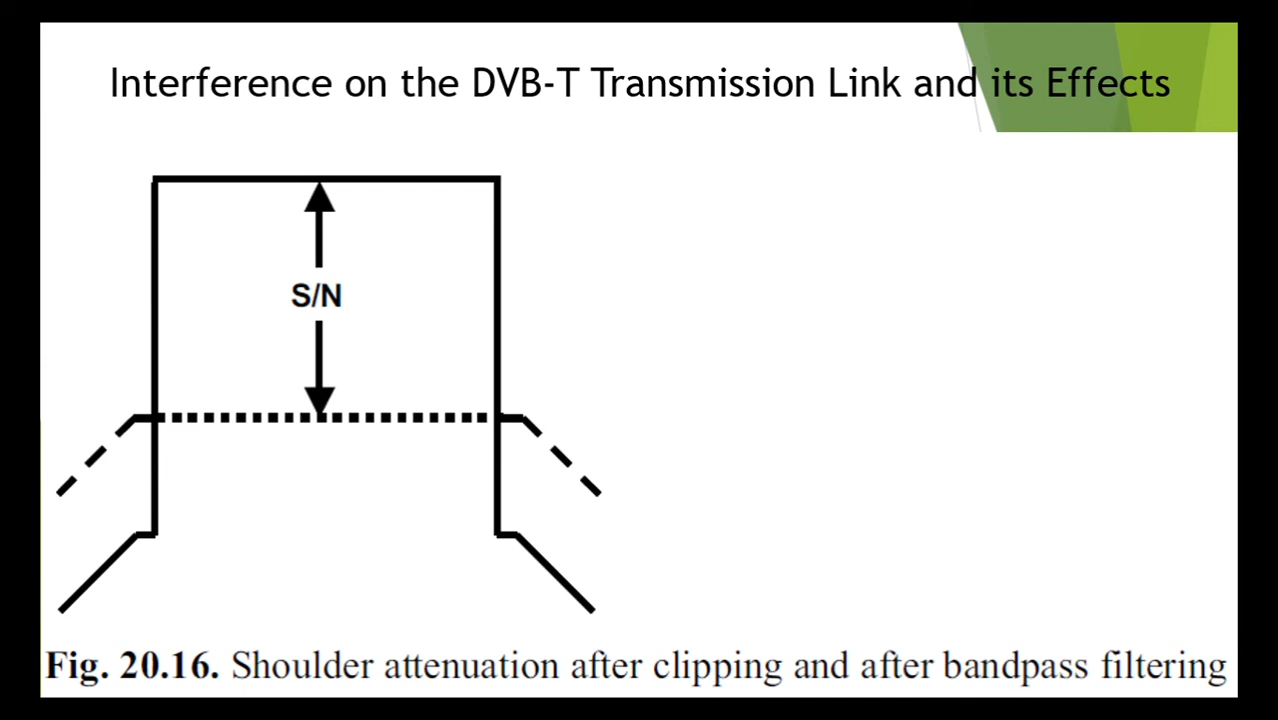 Interference on the DVB-T Transmission Link and its Effects
S/N
Fig. 20.16. Shoulder attenuation after clipping and after bandpass filtering